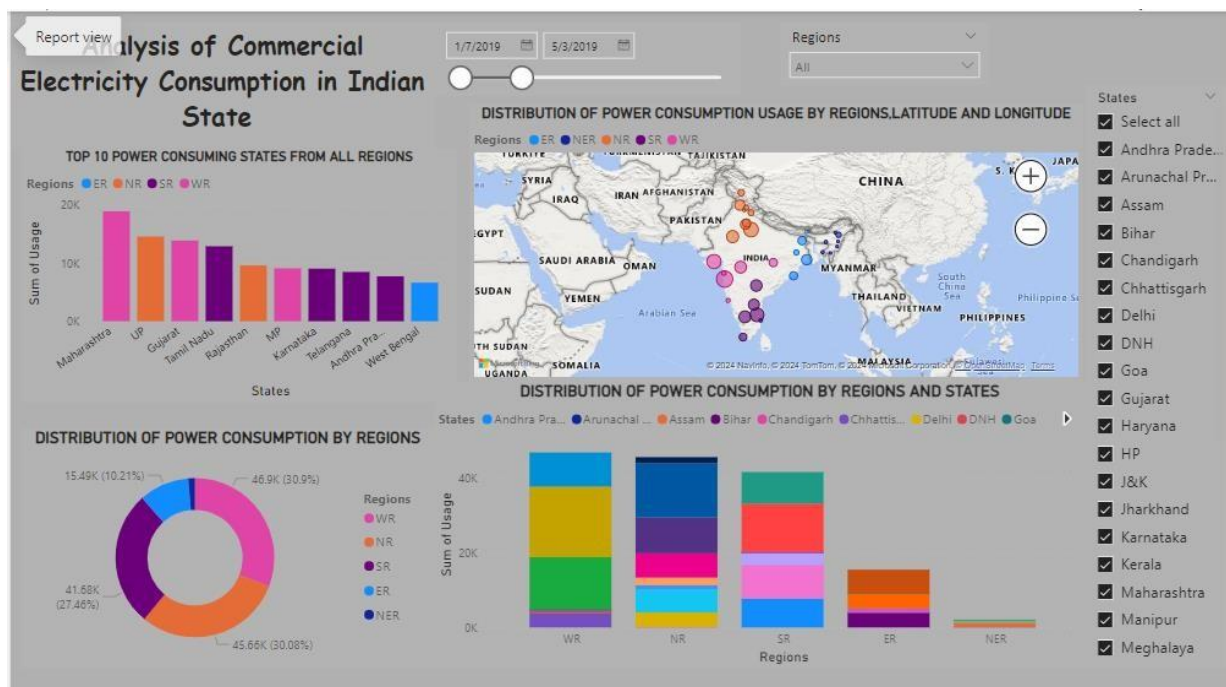 Report view
Analysis of Commercial
Electricity Consumption in Indian
State
1/7/2019
5/3/2019
Regions
All
States
Select all
Andhra Prade...
Arunachal Pr...
Assam
Bihar
Chandigarh
Chhattisgarh
Delhi
DNH
Goa
Gujarat
Haryana
HP
J&K
Jharkhand
Karnataka
Kerala
Maharashtra
Manipur
Meghalaya
TOP 10 POWER CONSUMING STATES FROM ALL REGIONS
Regions ER NR SR WR
Sum of Usage
20K
10K
0K
Maharashtra
UP
Gujarat
Tamil Nadu
Rajasthan
MP
Karnataka
Telangana
Andhra Pra...
West Bengal
States
DISTRIBUTION OF POWER CONSUMPTION USAGE BY REGIONS,LATITUDE AND LONGITUDE
Regions ER NER NR SR WR
TAJIKISTAN
SYRIA
IRAQ
IRAN
AFGHANISTAN
PAKISTAN
CHINA
JAPA
EGYPT
SAUDI ARABIA
OMAN
INDIA
MYANMAR
SUDAN
YEMEN
Arabian Sea
THAILAND
VIETNAM
South
China
Sea
PHILIPPINES
Philippine Se
TH SUDAN
UGANDA
SOMALIA
MALAYSIA
© 2024 NavInfo, © 2024 TomTom, © 2024 Microsoft Corporation, © OpenStreetMap Terms
DISTRIBUTION OF POWER CONSUMPTION BY REGIONS
15.49K (10.21%)
46.9K (30.9%)
41.68K
(27.46%)
45.66K (30.08%)
Regions
WR
NR
SR
ER
NER
DISTRIBUTION OF POWER CONSUMPTION BY REGIONS AND STATES
States Andhra Pra... Arunachal ... Assam Bihar Chandigarh Chhattis... Delhi DNH Goa
Sum of Usage
40K
20K
0K
WR
NR
SR
ER
NER
Regions